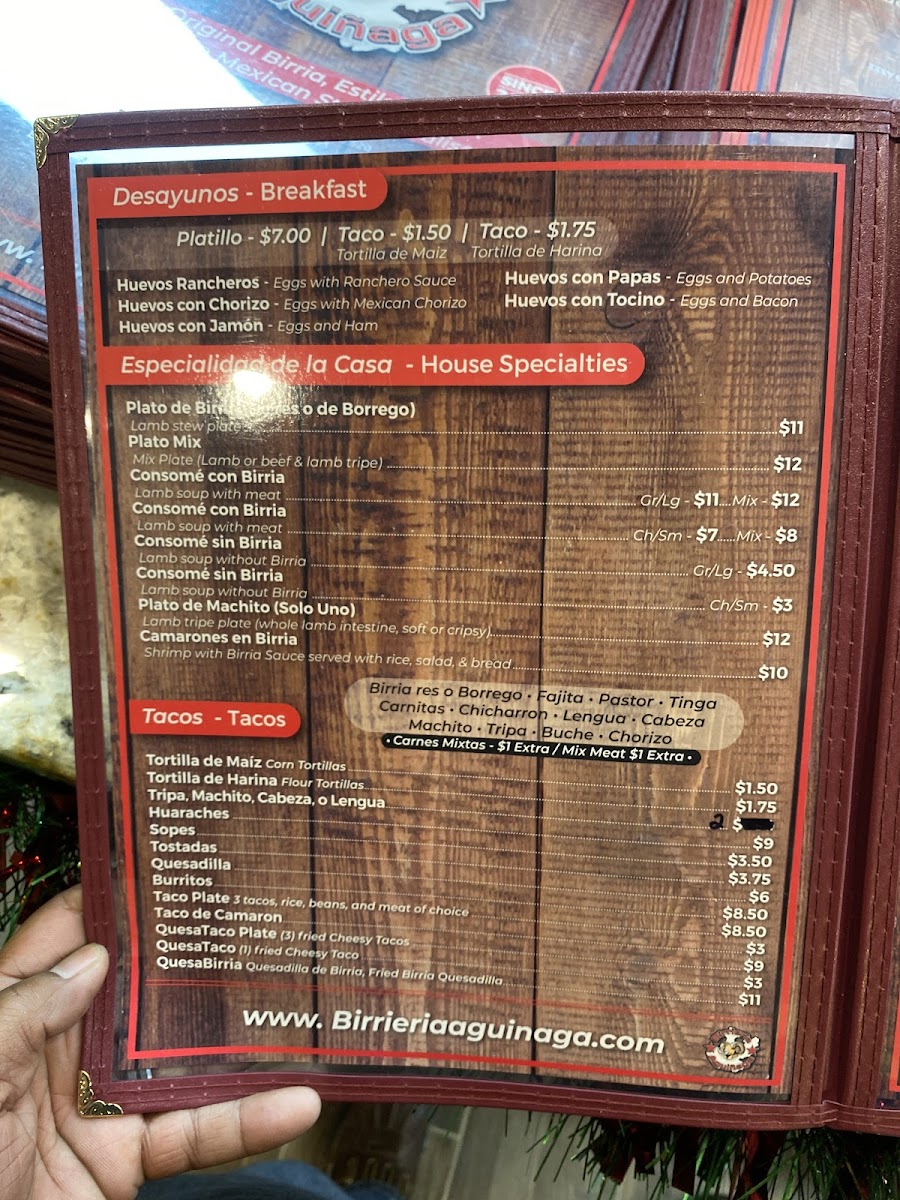 guiñaga
Original Birria, Estil
Mexican S
SINCE
ww.
Desayunos - Breakfast
Platillo - $7.00 | Taco - $1.50 | Taco - $1.75
Tortilla de Maiz Tortilla de Harina
Huevos Rancheros - Eggs with Ranchero Sauce
Huevos con Chorizo - Eggs with Mexican Chorizo
Huevos con Jamón - Eggs and Ham
Huevos con Papas - Eggs and Potatoes
Huevos con Tocino - Eggs and Bacon
Especialidad de la Casa - House Specialties
Plato de Bir o de Borrego)
Lamb stew plate $11
Plato Mix
Mix Plate (Lamb or beef & lamb tripe) $12
Consomé con Birria
Lamb soup with meat Gr/Lg - $11....Mix - $12
Consomé con Birria
Lamb soup with meat Ch/Sm - $7.....Mix - $8
Consomé sin Birria
Lamb soup without Birria Gr/Lg - $4.50
Consomé sin Birria
Lamb soup without Birria Ch/Sm - $3
Plato de Machito (Solo Uno)
Lamb tripe plate (whole lamb intestine, soft or cripsy) $12
Camarones en Birria
Shrimp with Birria Sauce served with rice, salad, & bread $10
Tacos - Tacos
Birria res o Borrego • Fajita • Pastor • Tinga
Carnitas • Chicharron • Lengua • Cabeza
Machito • Tripa • Buche • Chorizo
• Carnes Mixtas - $1 Extra / Mix Meat $1 Extra •
Tortilla de Maíz Corn Tortillas $1.50
Tortilla de Harina Flour Tortillas $1.75
Tripa, Machito, Cabeza, o Lengua 2 $
Huaraches $9
Sopes $3.50
Tostadas $3.75
Quesadilla $6
Burritos $8.50
Taco Plate 3 tacos, rice, beans, and meat of choice $8.50
Taco de Camaron $3
QuesaTaco Plate (3) fried Cheesy Tacos $9
QuesaTaco (1) fried Cheesy Taco $3
QuesaBirria Quesadilla de Birria, Fried Birria Quesadilla $11
www. Birrieriaaguinaga.com